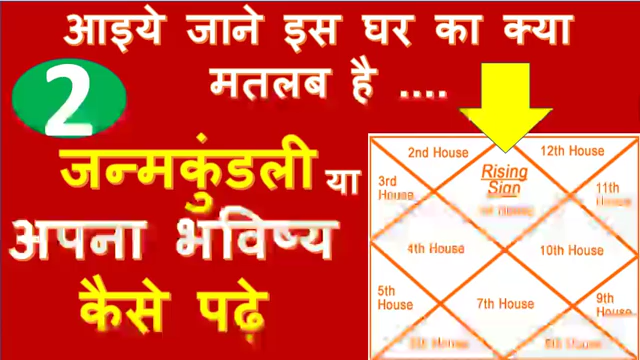 आइये जाने इस घर का क्या
मतलब है ....
2
जन्मकुंडली या
अपना भविष्य
कैसे पढ़े
2nd House
12th House
Rising
Sign
3rd
House
11th
House
4th House
10th House
5th
House
7th House
9th
House